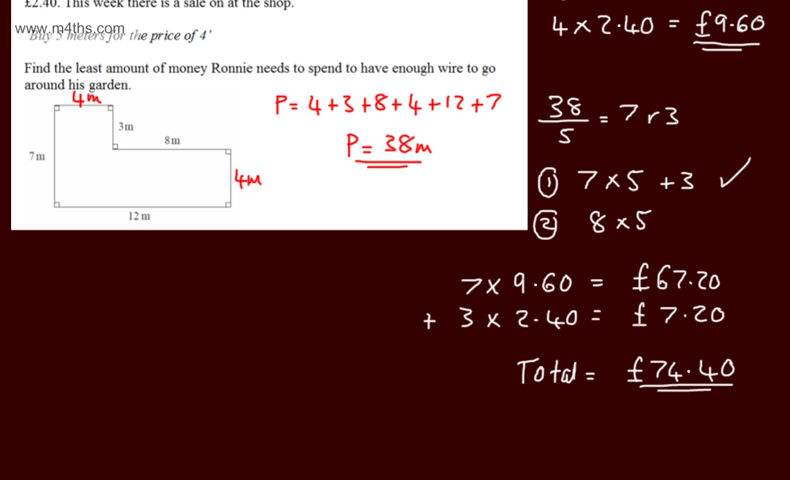 £2.40. This week there is a sale on at the shop.
www.m4ths.com
'Buy 5 meters for the price of 4'
Find the least amount of money Ronnie needs to spend to have enough wire to go
around his garden.
4m
3m
8m
7m
4m
12m
P= 4+3+8+4+12+7
P= 38m
4 × 2.40 = £9.60
38/5 = 7 r 3
① 7×5 +3 ✓
② 8×5
7× 9.60 = £67.20
+ 3 × 2.40 = £ 7.20
Total = £74.40